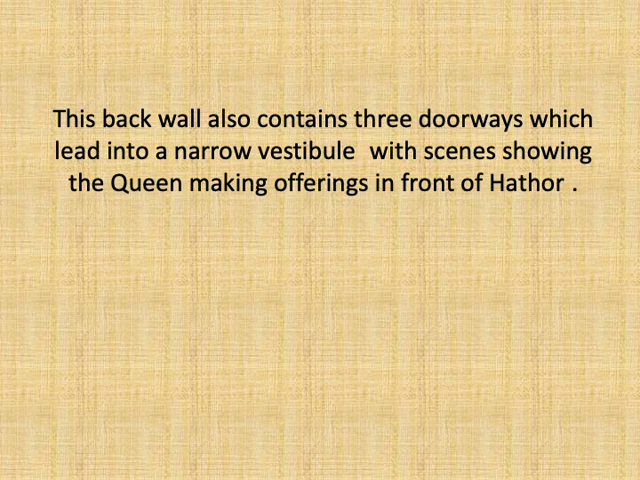 This back wall also contains three doorways which
lead into a narrow vestibule  with scenes showing
the Queen making offerings in front of Hathor .